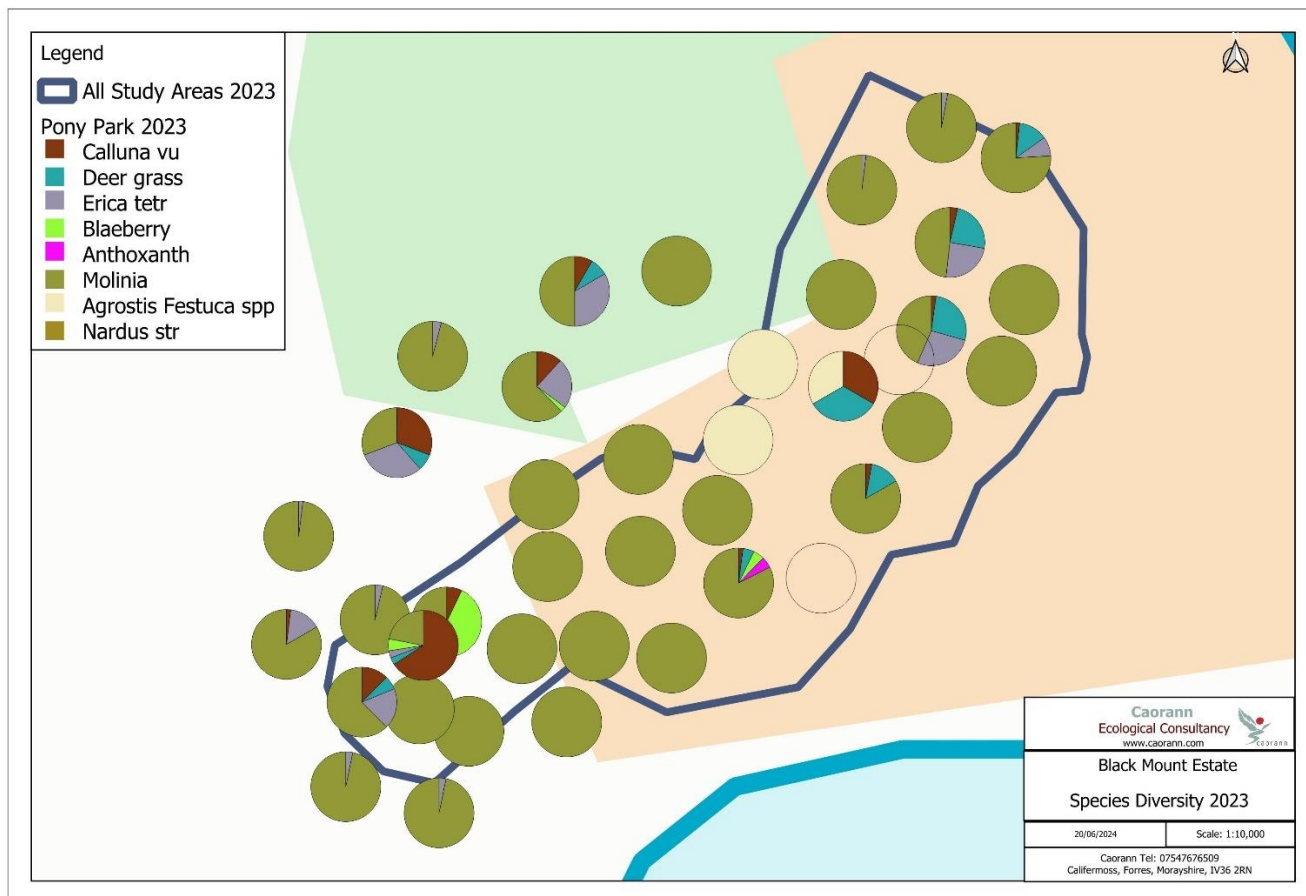 Legend
All Study Areas 2023
Pony Park 2023
Calluna vu
Deer grass
Erica tetr
Blaeberry
Anthoxanth
Molinia
Agrostis Festuca spp
Nardus str
Caorann
Ecological Consultancy
www.caorann.com
caorann
Black Mount Estate
Species Diversity 2023
20/06/2024
Scale: 1:10,000
Caorann Tel: 07547676509
Califermoss, Forres, Morayshire, IV36 2RN